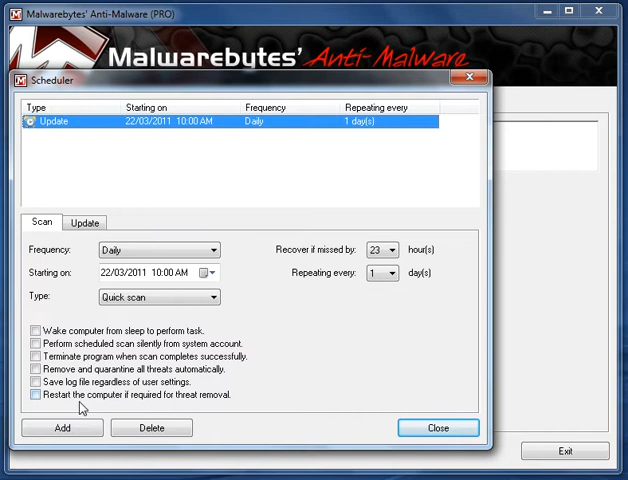 Malwarebytes' Anti-Malware (PRO)
Malwarebytes' Anti-Malware
Scheduler
Type Starting on Frequency Repeating every
Update 22/03/2011 10:00 AM Daily 1 day(s)
Scan Update
Frequency: Daily Recover if missed by: 23 hour(s)
Starting on: 22/03/2011 10:00 AM Repeating every: 1 day(s)
Type: Quick scan
Wake computer from sleep to perform task.
Perform scheduled scan silently from system account.
Terminate program when scan completes successfully.
Remove and quarantine all threats automatically.
Save log file regardless of user settings.
Restart the computer if required for threat removal.
Add Delete Close
Exit